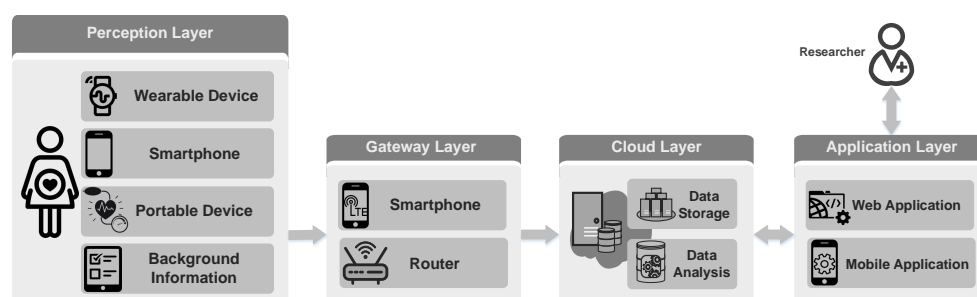 Perception Layer
Wearable Device
Smartphone
Portable Device
Background
Information
Gateway Layer
LTE
Smartphone
Router
Cloud Layer
Data
Storage
Data
Analysis
Researcher
Application Layer
Web Application
Mobile Application